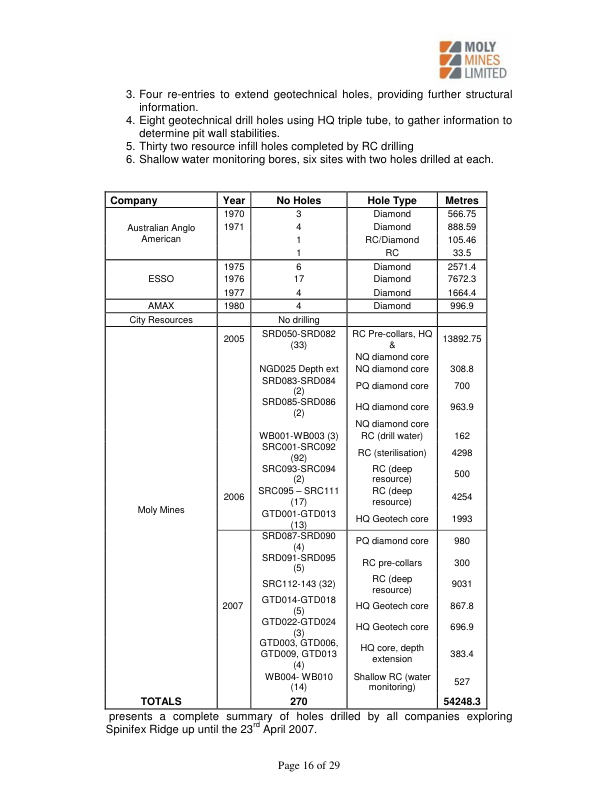 MOLY
MINES
LIMITED
3. Four re-entries to extend geotechnical holes, providing further structural
information.
4. Eight geotechnical drill holes using HQ triple tube, to gather information to
determine pit wall stabilities.
5. Thirty two resource infill holes completed by RC drilling
6. Shallow water monitoring bores, six sites with two holes drilled at each.
Company Year No Holes Hole Type Metres
Australian Anglo
American
1970 3 Diamond 566.75
1971 4 Diamond 888.59
1 RC/Diamond 105.46
1 RC 33.5
ESSO
1975 6 Diamond 2571.4
1976 17 Diamond 7672.3
1977 4 Diamond 1664.4
AMAX 1980 4 Diamond 996.9
City Resources No drilling
Moly Mines
2005 SRD050-SRD082
(33)
RC Pre-collars, HQ
&
13892.75
NQ diamond core
NGD025 Depth ext NQ diamond core 308.8
SRD083-SRD084
(2)
PQ diamond core 700
SRD085-SRD086
(2)
HQ diamond core 963.9
NQ diamond core
WB001-WB003 (3) RC (drill water) 162
SRC001-SRC092
(92)
RC (sterilisation) 4298
SRC093-SRC094
(2)
RC (deep
resource)
500
2006 SRC095 – SRC111
(17)
RC (deep
resource)
4254
GTD001-GTD013
(13)
HQ Geotech core 1993
2007
SRD087-SRD090
(4)
PQ diamond core 980
SRD091-SRD095
(5)
RC pre-collars 300
SRC112-143 (32) RC (deep
resource)
9031
GTD014-GTD018
(5)
HQ Geotech core 867.8
GTD022-GTD024
(3)
HQ Geotech core 696.9
GTD003, GTD006,
GTD009, GTD013
(4)
HQ core, depth
extension
383.4
WB004- WB010
(14)
Shallow RC (water
monitoring)
527
TOTALS 270 54248.3
presents a complete summary of holes drilled by all companies exploring
Spinifex Ridge up until the 23rd April 2007.
Page 16 of 29